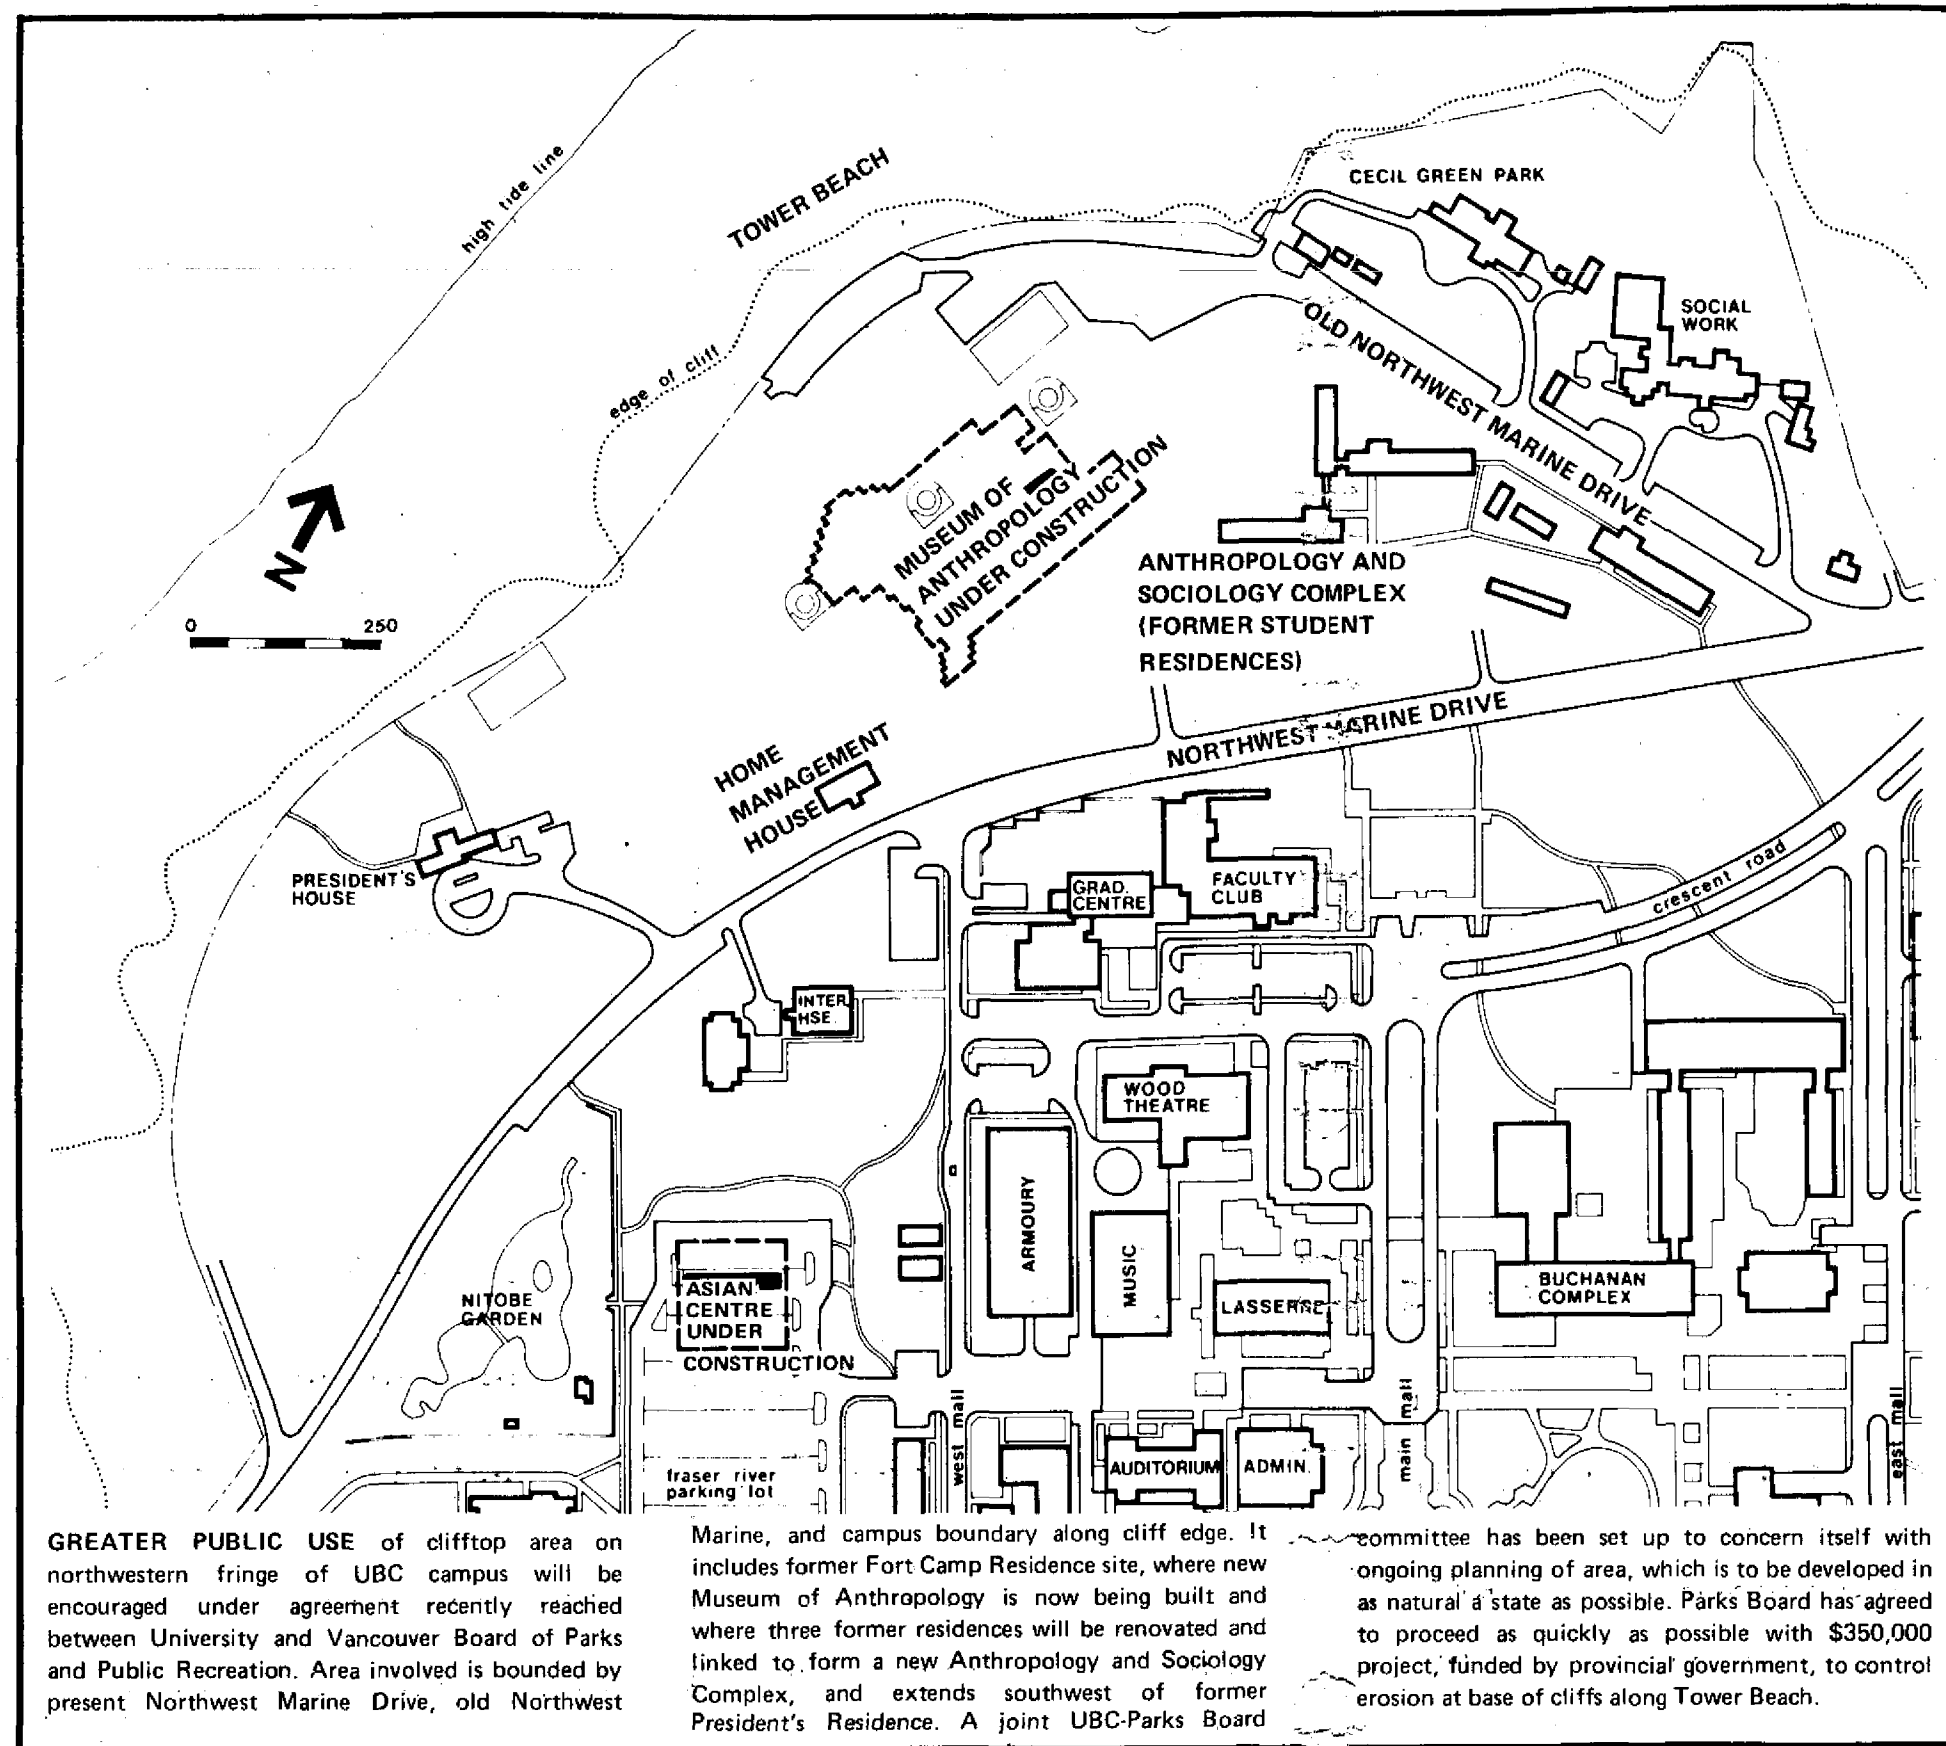 high tide line
TOWER BEACH
edge of cliff
CECIL GREEN PARK
SOCIAL
WORK
OLD NORTHWEST MARINE DRIVE
N
0 250
MUSEUM OF
ANTHROPOLOGY
UNDER CONSTRUCTION
ANTHROPOLOGY AND
SOCIOLOGY COMPLEX
(FORMER STUDENT
RESIDENCES)
NORTHWEST MARINE DRIVE
HOME
MANAGEMENT
HOUSE
PRESIDENT'S
HOUSE
GRAD.
CENTRE
FACULTY
CLUB
crescent road
INTER
HSE.
WOOD
THEATRE
ARMOURY
MUSIC
LASSERRE
BUCHANAN
COMPLEX
NITOBE
GARDEN
ASIAN
CENTRE
UNDER
CONSTRUCTION
west mall
main mall
east mall
AUDITORIUM
ADMIN.
fraser river
parking lot
GREATER PUBLIC USE of clifftop area on
northwestern fringe of UBC campus will be
encouraged under agreement recently reached
between University and Vancouver Board of Parks
and Public Recreation. Area involved is bounded by
present Northwest Marine Drive, old Northwest
Marine, and campus boundary along cliff edge. It
includes former Fort Camp Residence site, where new
Museum of Anthropology is now being built and
where three former residences will be renovated and
linked to form a new Anthropology and Sociology
Complex, and extends southwest of former
President's Residence. A joint UBC-Parks Board
committee has been set up to concern itself with
ongoing planning of area, which is to be developed in
as natural a state as possible. Parks Board has agreed
to proceed as quickly as possible with $350,000
project, funded by provincial government, to control
erosion at base of cliffs along Tower Beach.